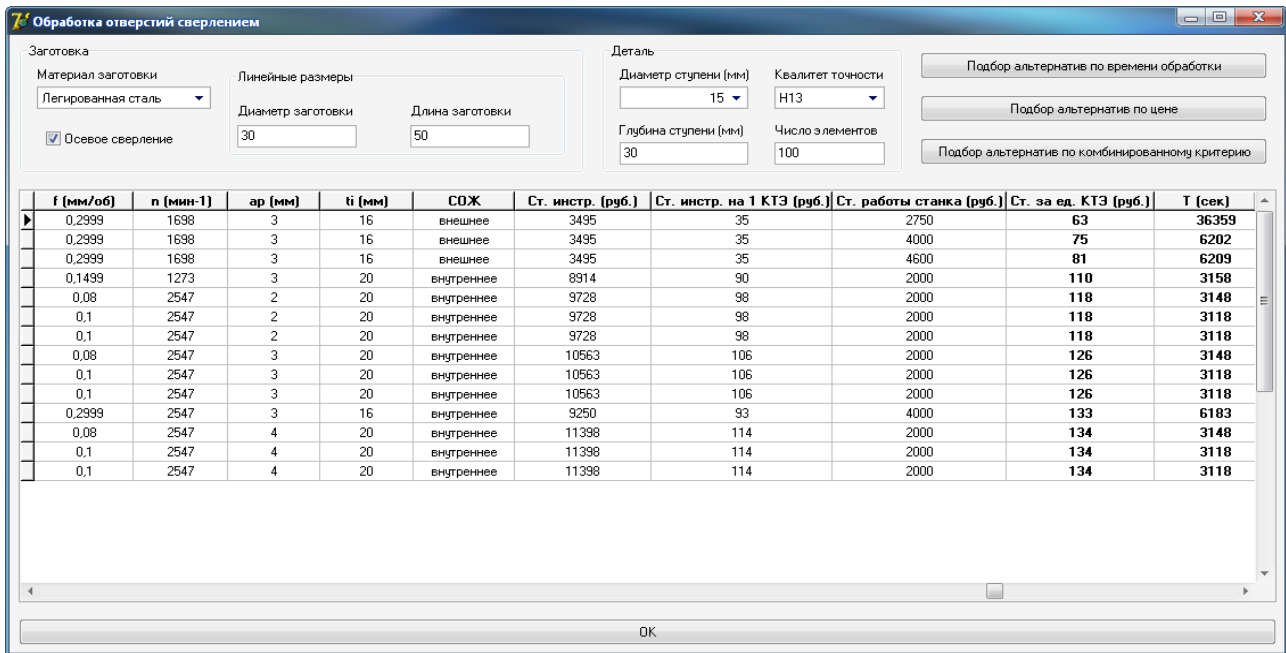 Обработка отверстий сверлением
Заготовка
Материал заготовки
Легированная сталь
Осевое сверление
Линейные размеры
Диаметр заготовки Длина заготовки
30 50
Деталь
Диаметр ступени (мм) Квалитет точности
15 H13
Глубина ступени (мм) Число элементов
30 100
Подбор альтернатив по времени обработки
Подбор альтернатив по цене
Подбор альтернатив по комбинированному критерию
f (мм/об) n (мин-1) ap (мм) ti (мм) СОЖ Ст. инстр. (руб.) Ст. инстр. на 1 КТЭ (руб.) Ст. работы станка (руб.) Ст. за ед. КТЭ (руб.) T (сек)
0,2999 1698 3 16 внешнее 3495 35 2750 63 36359
0,2999 1698 3 16 внешнее 3495 35 4000 75 6202
0,2999 1698 3 16 внешнее 3495 35 4600 81 6209
0,1499 1273 3 20 внутреннее 8914 90 2000 110 3158
0,08 2547 2 20 внутреннее 9728 98 2000 118 3148
0,1 2547 2 20 внутреннее 9728 98 2000 118 3118
0,1 2547 2 20 внутреннее 9728 98 2000 118 3118
0,08 2547 3 20 внутреннее 10563 106 2000 126 3148
0,1 2547 3 20 внутреннее 10563 106 2000 126 3118
0,1 2547 3 20 внутреннее 10563 106 2000 126 3118
0,2999 2547 3 16 внутреннее 9250 93 4000 133 6183
0,08 2547 4 20 внутреннее 11398 114 2000 134 3148
0,1 2547 4 20 внутреннее 11398 114 2000 134 3118
0,1 2547 4 20 внутреннее 11398 114 2000 134 3118
OK